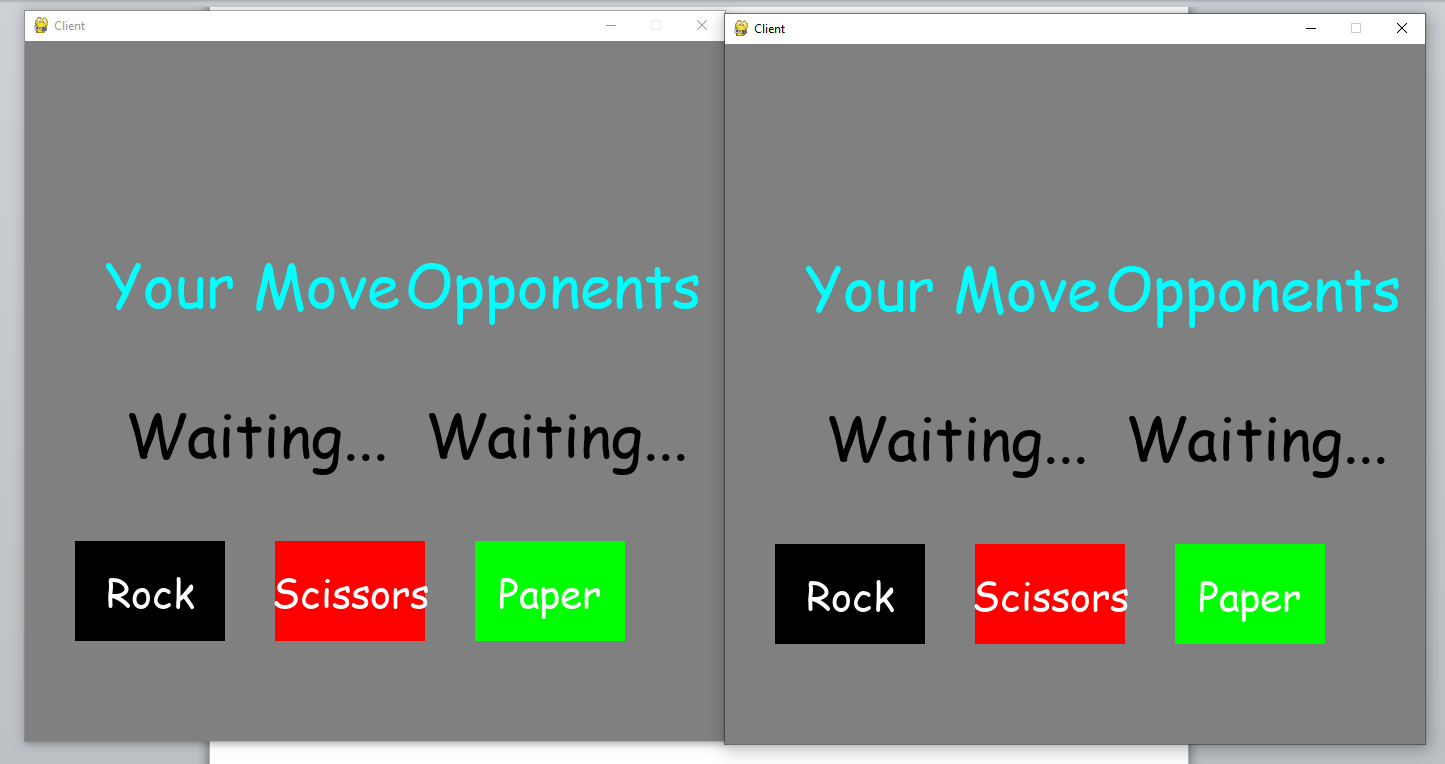 Client
Your Move Opponents
Waiting... Waiting...
Rock Scissors Paper
Client
Your Move Opponents
Waiting... Waiting...
Rock Scissors Paper